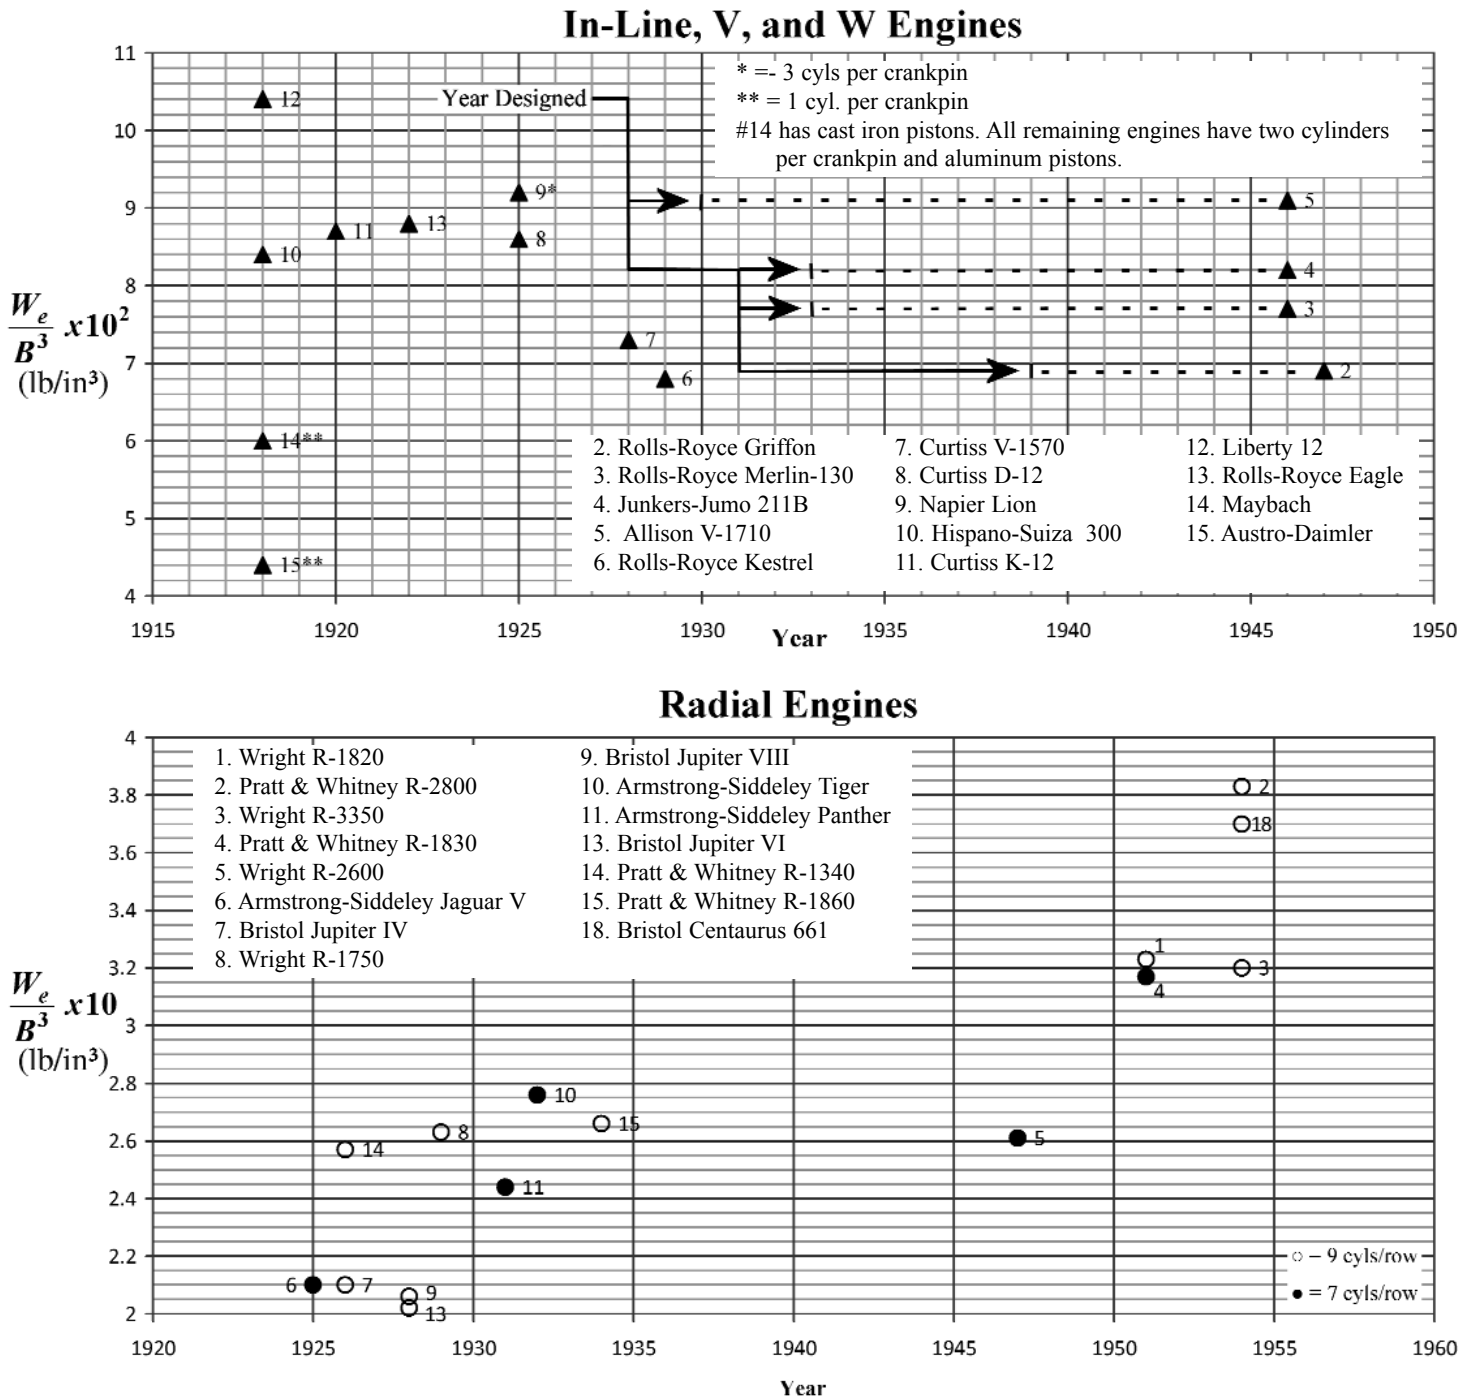 In-Line, V, and W Engines
* =- 3 cyls per crankpin
** = 1 cyl. per crankpin
#14 has cast iron pistons. All remaining engines have two cylinders
per crankpin and aluminum pistons.
Year Designed
11
10
9
8
7
6
5
4
We/B³ x10²
(lb/in³)
12
9*
5
13
11
8
10
4
3
7
6
2
14**
15**
2. Rolls-Royce Griffon
3. Rolls-Royce Merlin-130
4. Junkers-Jumo 211B
5. Allison V-1710
6. Rolls-Royce Kestrel
7. Curtiss V-1570
8. Curtiss D-12
9. Napier Lion
10. Hispano-Suiza 300
11. Curtiss K-12
12. Liberty 12
13. Rolls-Royce Eagle
14. Maybach
15. Austro-Daimler
1915 1920 1925 1930 1935 1940 1945 1950
Year
Radial Engines
4
3.8
3.6
3.4
3.2
3
2.8
2.6
2.4
2.2
2
We/B³ x10
(lb/in³)
1. Wright R-1820
2. Pratt & Whitney R-2800
3. Wright R-3350
4. Pratt & Whitney R-1830
5. Wright R-2600
6. Armstrong-Siddeley Jaguar V
7. Bristol Jupiter IV
8. Wright R-1750
9. Bristol Jupiter VIII
10. Armstrong-Siddeley Tiger
11. Armstrong-Siddeley Panther
13. Bristol Jupiter VI
14. Pratt & Whitney R-1340
15. Pratt & Whitney R-1860
18. Bristol Centaurus 661
2
18
1
3
4
10
15
8
5
14
11
6
7
9
13
○ – 9 cyls/row
● = 7 cyls/row
1920 1925 1930 1935 1940 1945 1950 1955 1960
Year